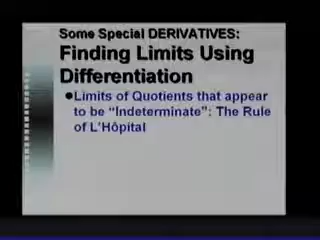 Some Special DERIVATIVES:
Finding Limits Using
Differentiation
●Limits of Quotients that appear
to be “Indeterminate”: The Rule
of L’Hôpital